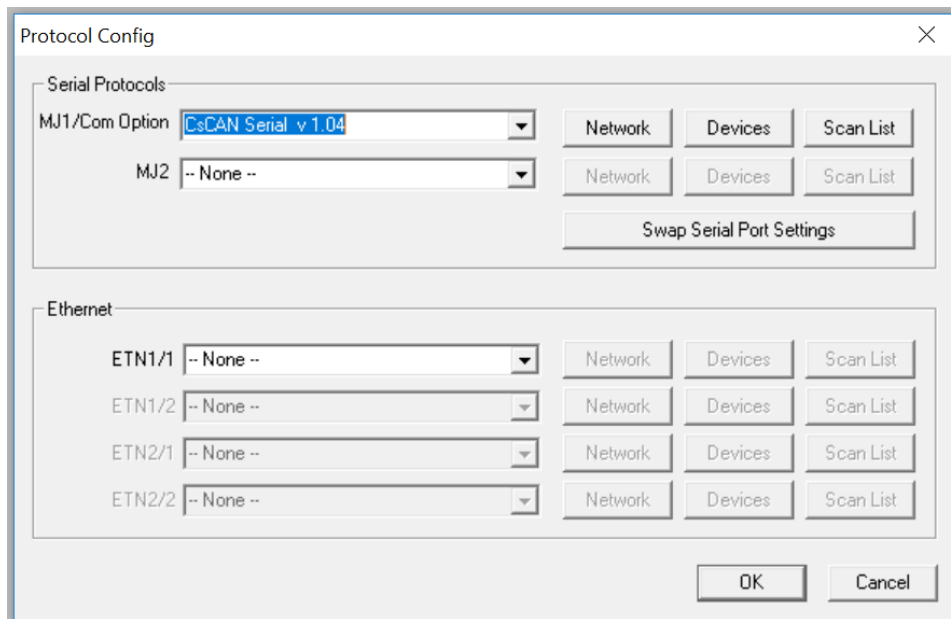 Protocol Config
Serial Protocols
MJ1/Com Option CsCAN Serial v 1.04 Network Devices Scan List
MJ2 -- None -- Network Devices Scan List
Swap Serial Port Settings
Ethernet
ETN1/1 -- None -- Network Devices Scan List
ETN1/2 -- None -- Network Devices Scan List
ETN2/1 -- None -- Network Devices Scan List
ETN2/2 -- None -- Network Devices Scan List
OK Cancel